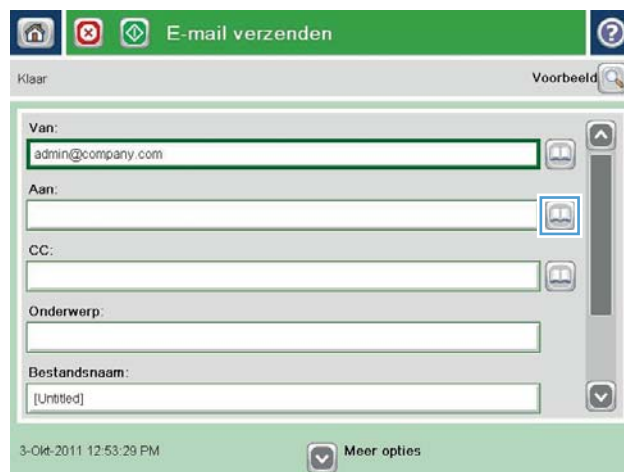 E-mail verzenden
Klaar Voorbeeld
Van:
admin@company.com
Aan:
CC:
Onderwerp:
Bestandsnaam:
[Untitled]
3-Okt-2011 12:53:29 PM Meer opties